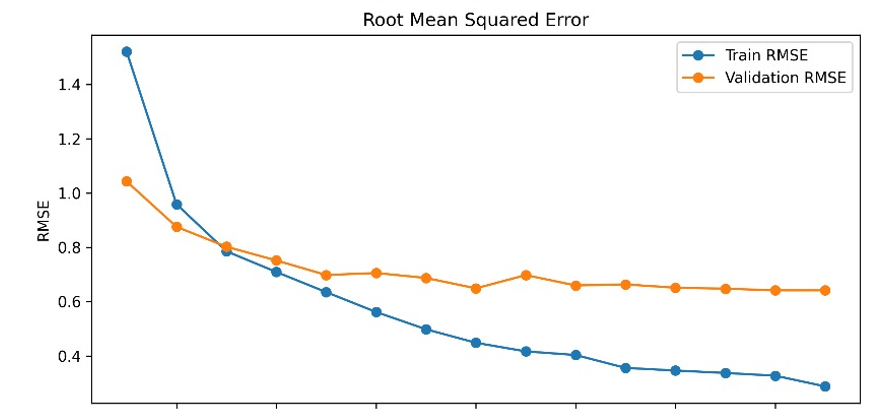 Root Mean Squared Error
Train RMSE
Validation RMSE
1.4
1.2
1.0
0.8
0.6
0.4
RMSE